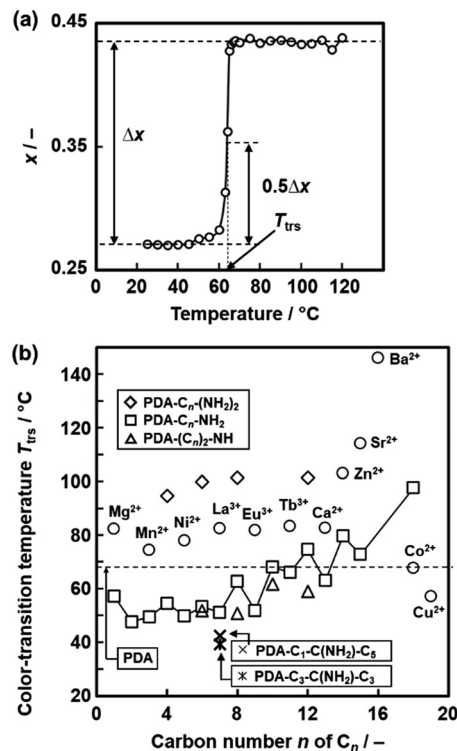 (a)
0.45
0.35
0.25
x / –
Δx
0.5Δx
T_trs
0 20 40 60 80 100 120
Temperature / °C
(b)
140
120
100
80
60
40
20
0
Color-transition temperature T_trs / °C
◇ PDA-C_n-(NH₂)₂
□ PDA-C_n-NH₂
△ PDA-(C_n)₂-NH
Ba²⁺
Sr²⁺
Zn²⁺
Mg²⁺
Mn²⁺
Ni²⁺
La³⁺
Eu³⁺
Tb³⁺
Ca²⁺
Co²⁺
Cu²⁺
PDA
× PDA-C₁-C(NH₂)-C₅
PDA-C₃-C(NH₂)-C₃
0 4 8 12 16 20
Carbon number n of C_n / –